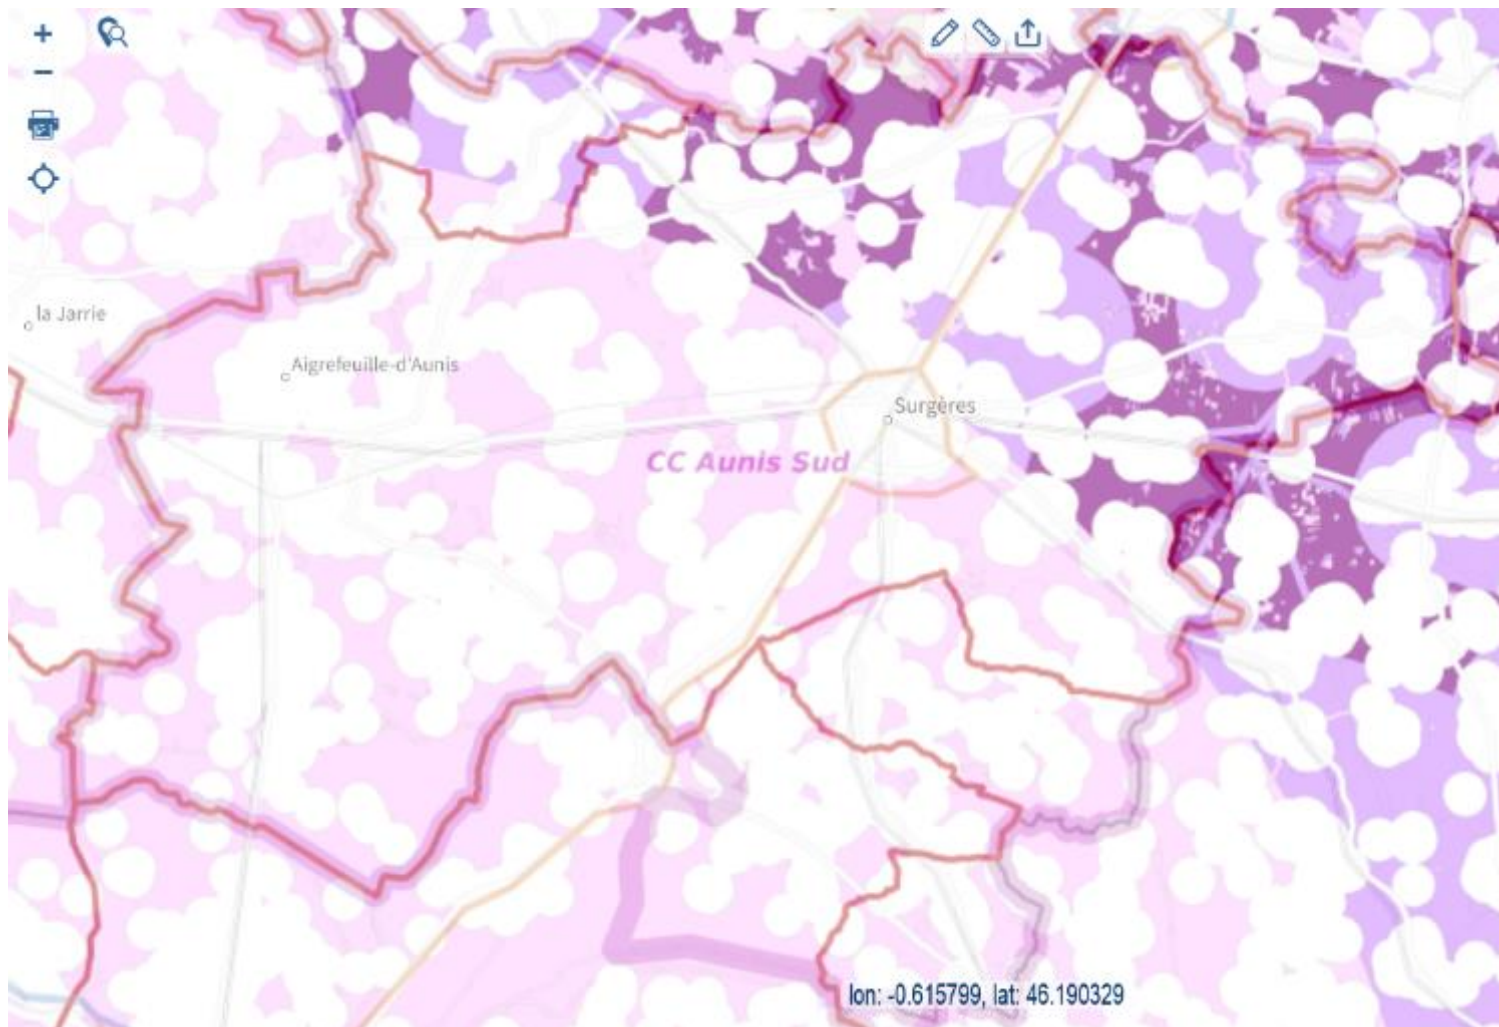 la Jarrie
Aigrefeuille-d'Aunis
Surgères
CC Aunis Sud
lon: -0.615799, lat: 46.190329